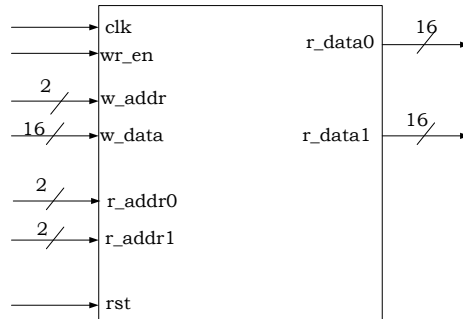 clk
16
r_data0
wr_en
2
w_addr
16
16
w_data
r_data1
2
r_addr0
2
r_addr1
rst